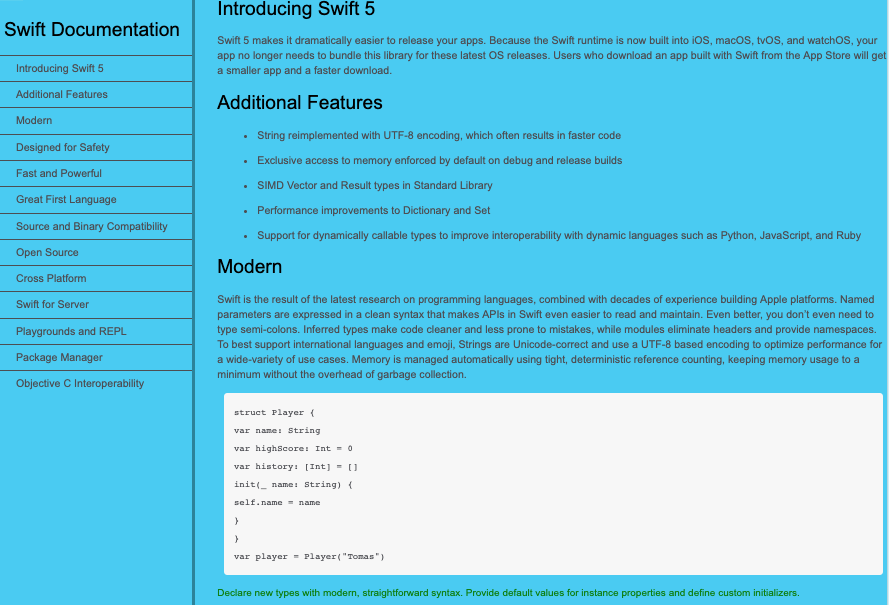 Swift Documentation
Introducing Swift 5
Additional Features
Modern
Designed for Safety
Fast and Powerful
Great First Language
Source and Binary Compatibility
Open Source
Cross Platform
Swift for Server
Playgrounds and REPL
Package Manager
Objective C Interoperability
Introducing Swift 5
Swift 5 makes it dramatically easier to release your apps. Because the Swift runtime is now built into iOS, macOS, tvOS, and watchOS, your
app no longer needs to bundle this library for these latest OS releases. Users who download an app built with Swift from the App Store will get
a smaller app and a faster download.
Additional Features
• String reimplemented with UTF-8 encoding, which often results in faster code
• Exclusive access to memory enforced by default on debug and release builds
• SIMD Vector and Result types in Standard Library
• Performance improvements to Dictionary and Set
• Support for dynamically callable types to improve interoperability with dynamic languages such as Python, JavaScript, and Ruby
Modern
Swift is the result of the latest research on programming languages, combined with decades of experience building Apple platforms. Named
parameters are expressed in a clean syntax that makes APIs in Swift even easier to read and maintain. Even better, you don’t even need to
type semi-colons. Inferred types make code cleaner and less prone to mistakes, while modules eliminate headers and provide namespaces.
To best support international languages and emoji, Strings are Unicode-correct and use a UTF-8 based encoding to optimize performance for
a wide-variety of use cases. Memory is managed automatically using tight, deterministic reference counting, keeping memory usage to a
minimum without the overhead of garbage collection.
struct Player {
var name: String
var highScore: Int = 0
var history: [Int] = []
init(_ name: String) {
self.name = name
}
}
var player = Player("Tomas")
Declare new types with modern, straightforward syntax. Provide default values for instance properties and define custom initializers.